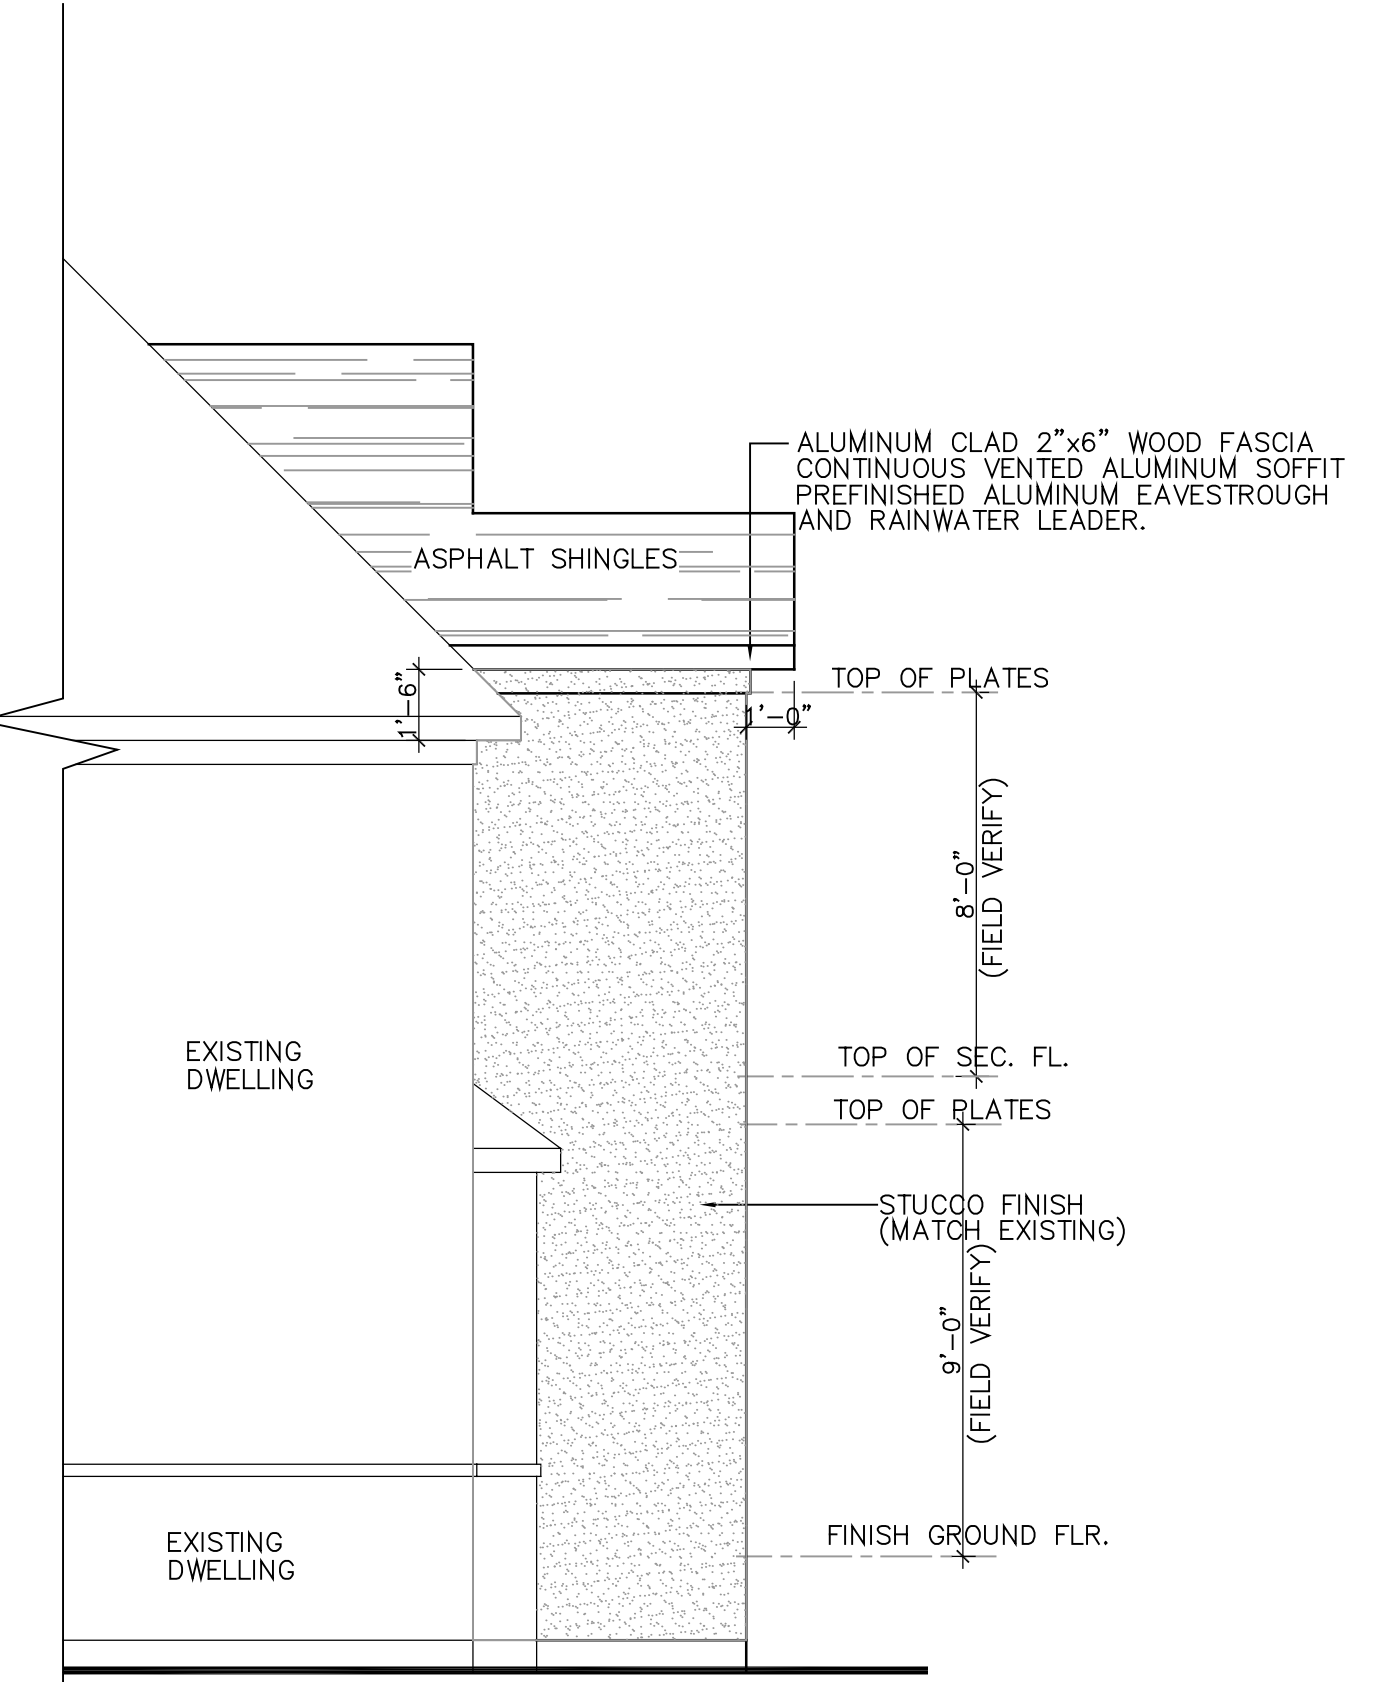 ALUMINUM CLAD 2"x6" WOOD FASCIA
CONTINUOUS VENTED ALUMINUM SOFFIT
PREFINISHED ALUMINUM EAVESTROUGH
AND RAINWATER LEADER.
ASPHALT SHINGLES
TOP OF PLATES
1'-6"
1'-0"
8'-0"
(FIELD VERIFY)
EXISTING
DWELLING
TOP OF SEC. FL.
TOP OF PLATES
STUCCO FINISH
(MATCH EXISTING)
9'-0"
(FIELD VERIFY)
FINISH GROUND FLR.
EXISTING
DWELLING